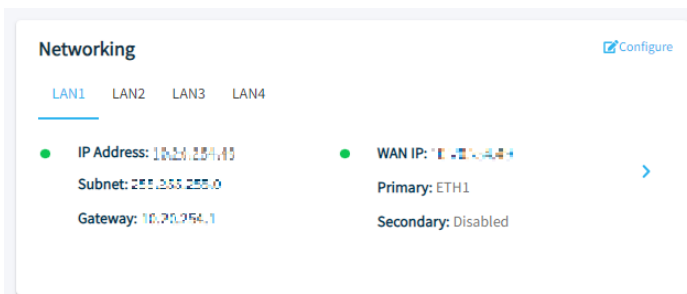 Networking
Configure
LAN1 LAN2 LAN3 LAN4
IP Address:
WAN IP:
Subnet:
Primary: ETH1
Gateway:
Secondary: Disabled